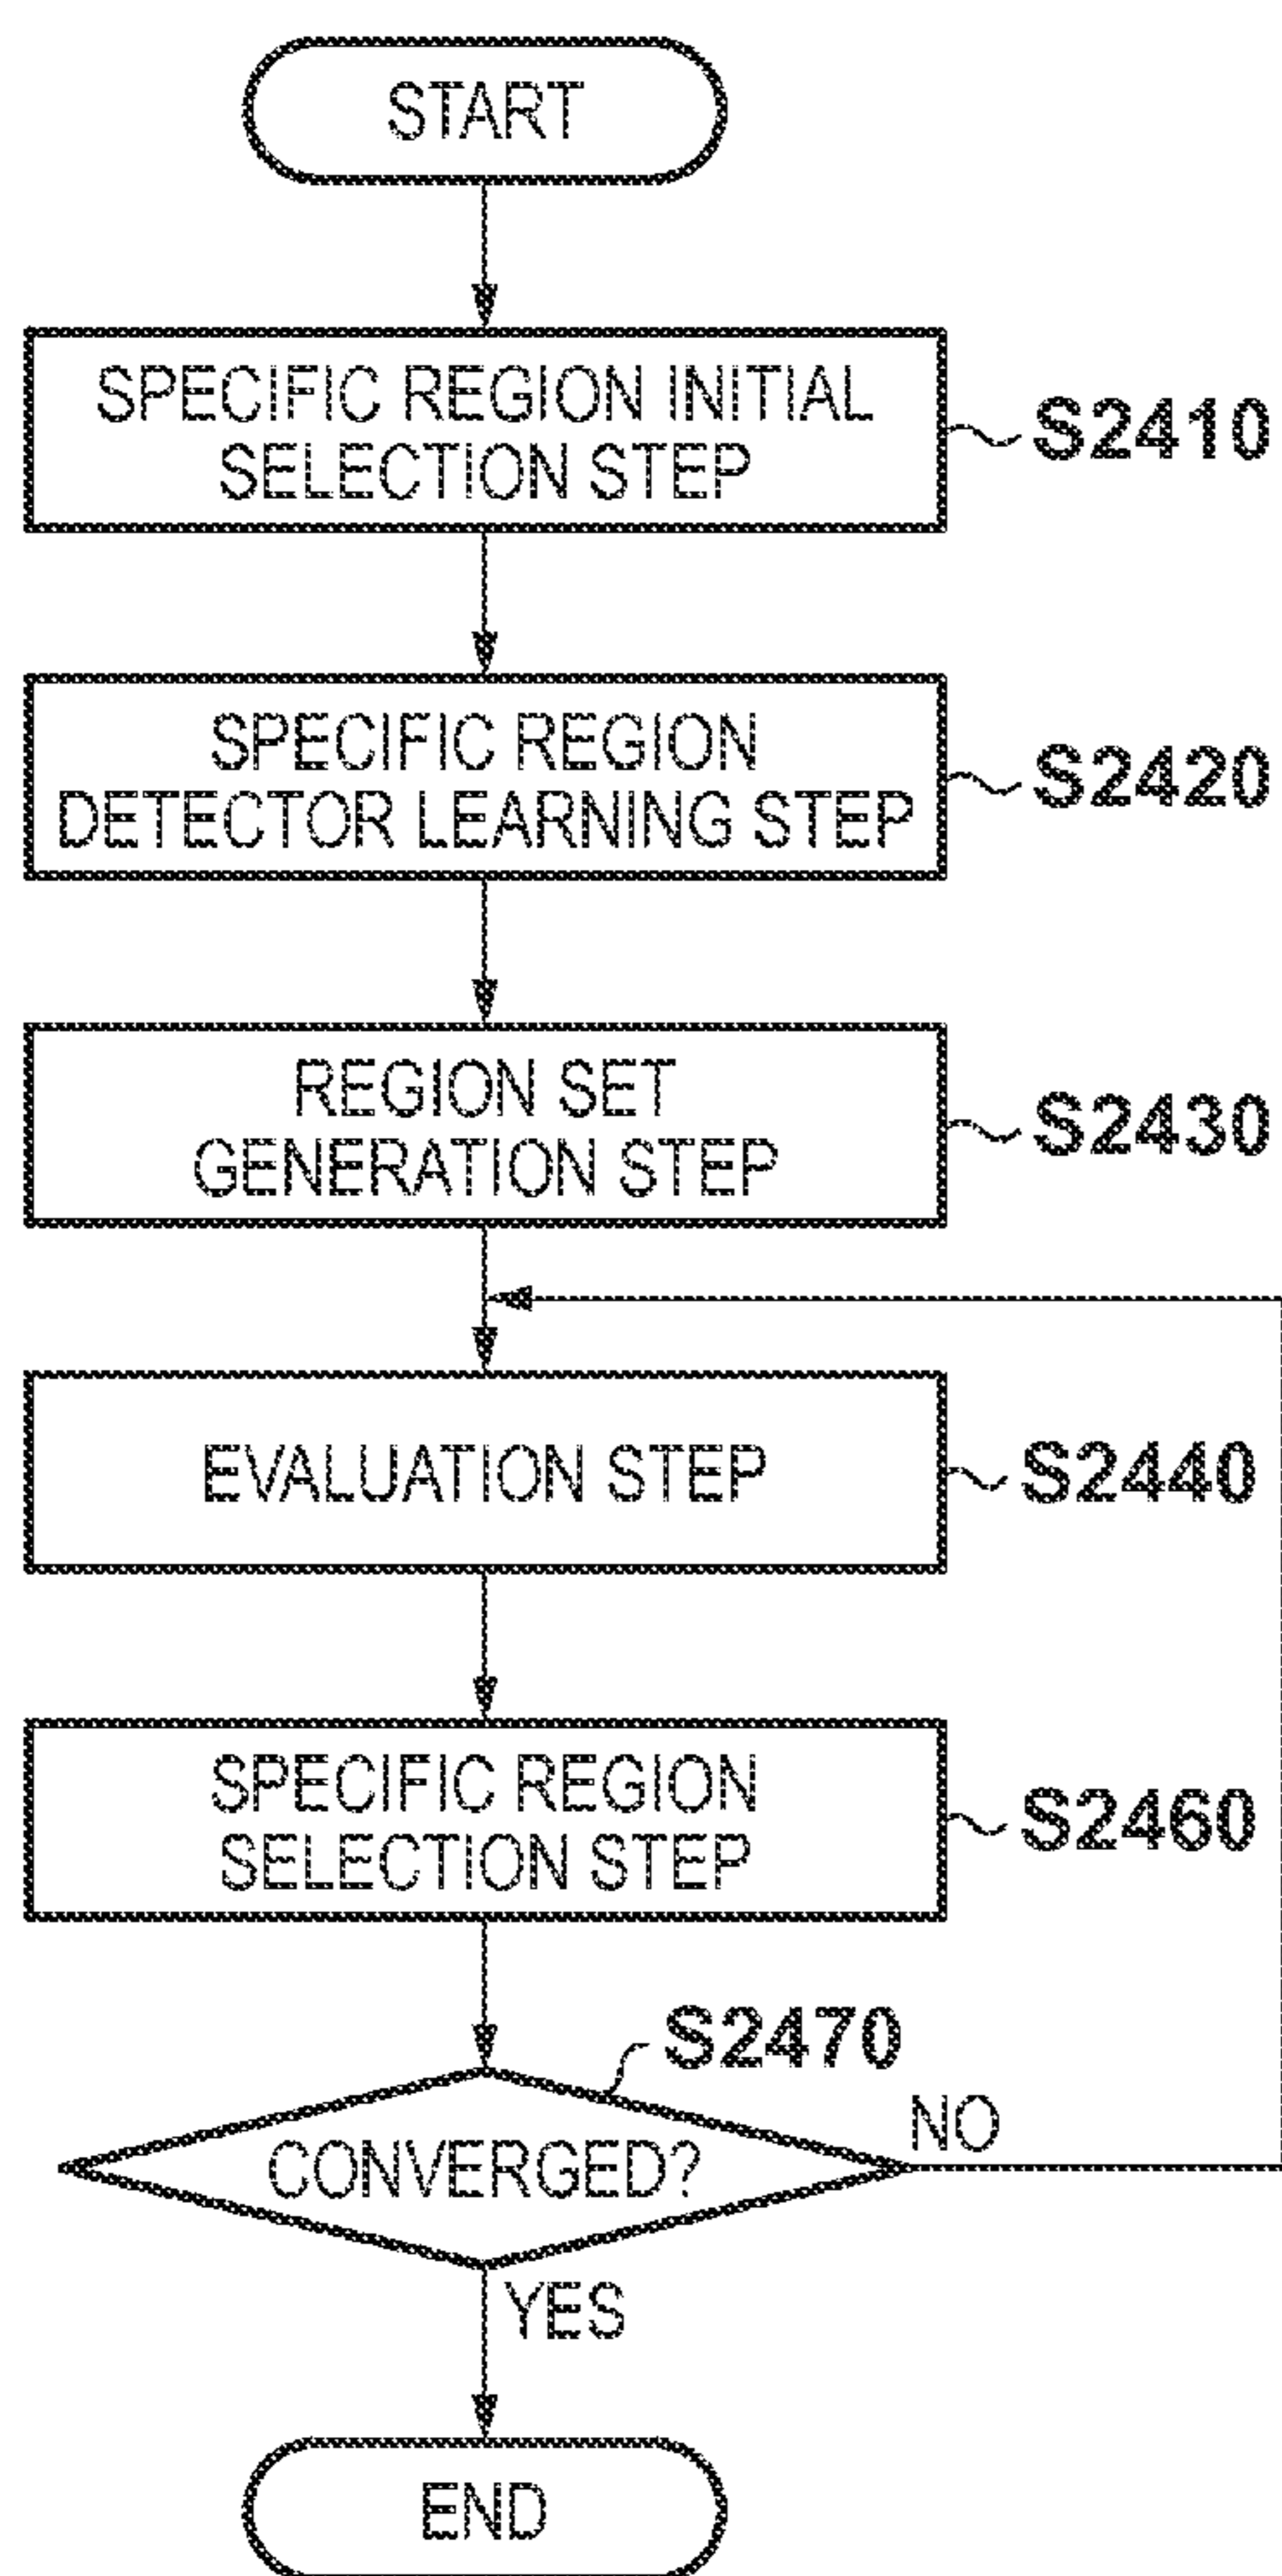 START
SPECIFIC REGION INITIAL
SELECTION STEP
S2410
SPECIFIC REGION
DETECTOR LEARNING STEP
S2420
REGION SET
GENERATION STEP
S2430
EVALUATION STEP
S2440
SPECIFIC REGION
SELECTION STEP
S2460
S2470
CONVERGED?
NO
YES
END